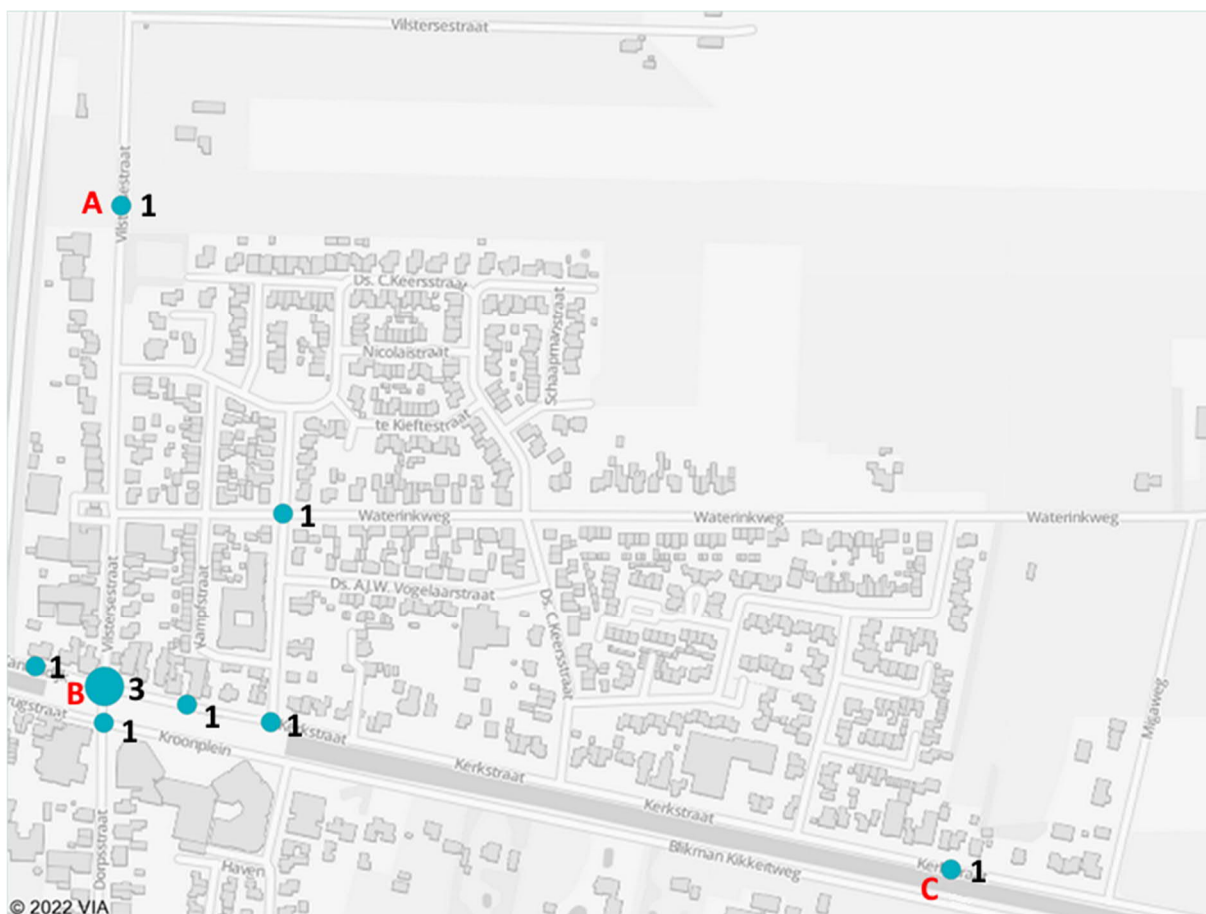 Vilstersestraat
A
1
Ds. C.Keersstraat
Nicolaistraat
Schaapmanstraat
te Kieftestraat
1
Waterinkweg
Waterinkweg
Waterinkweg
Vilstersestraat
Kampfstraat
Ds. A.J.W. Vogelaarstraat
Ds. C.Keersstraat
1
B
3
1
1
1
Kroonplein
Kerkstraat
Kerkstraat
Kerkstraat
Migaweg
Dorpsstraat
Haven
Blikman Kikkertweg
C
1
© 2022 VIA